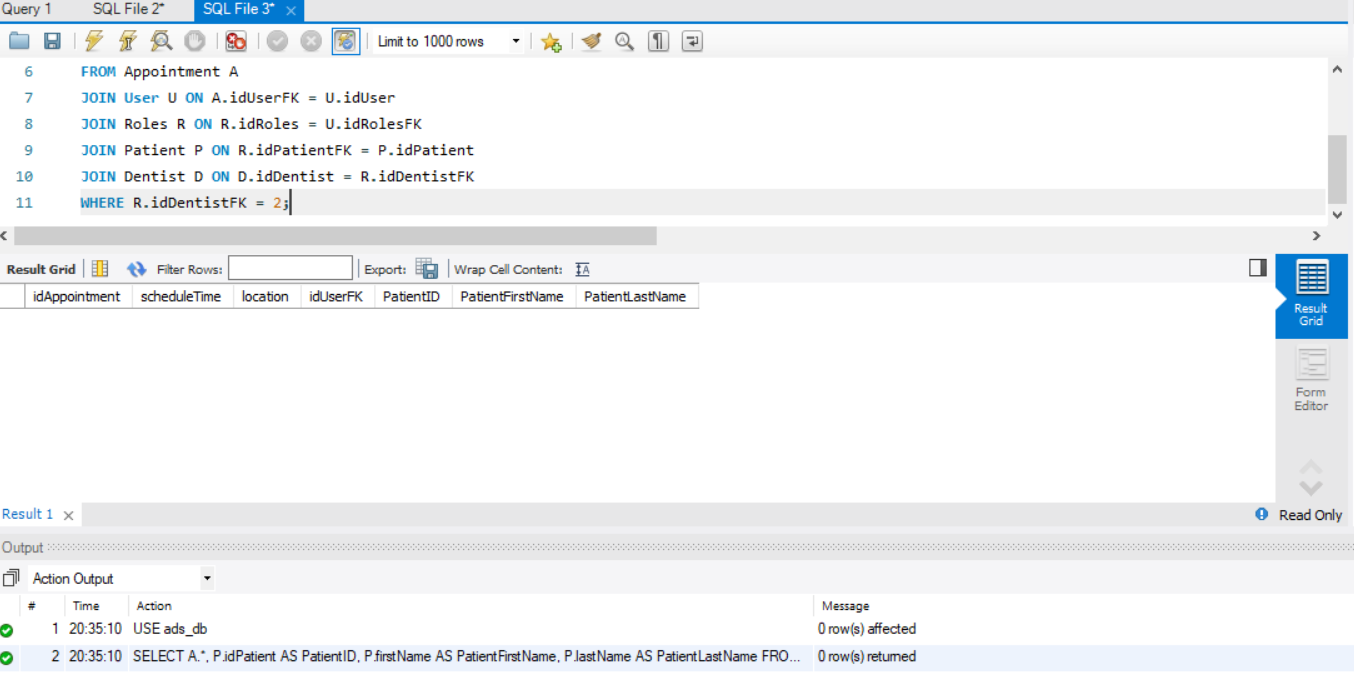 Query 1 SQL File 2* SQL File 3* ×
Limit to 1000 rows
6 FROM Appointment A
7 JOIN User U ON A.idUserFK = U.idUser
8 JOIN Roles R ON R.idRoles = U.idRolesFK
9 JOIN Patient P ON R.idPatientFK = P.idPatient
10 JOIN Dentist D ON D.idDentist = R.idDentistFK
11 WHERE R.idDentistFK = 2;
Result Grid Filter Rows: Export: Wrap Cell Content: IA
idAppointment scheduleTime location idUserFK PatientID PatientFirstName PatientLastName
Result
Grid
Form
Editor
Result 1 × Read Only
Output
Action Output
# Time Action Message
1 20:35:10 USE ads_db 0 row(s) affected
2 20:35:10 SELECT A.*, P.idPatient AS PatientID, P.firstName AS PatientFirstName, P.lastName AS PatientLastName FRO... 0 row(s) returned